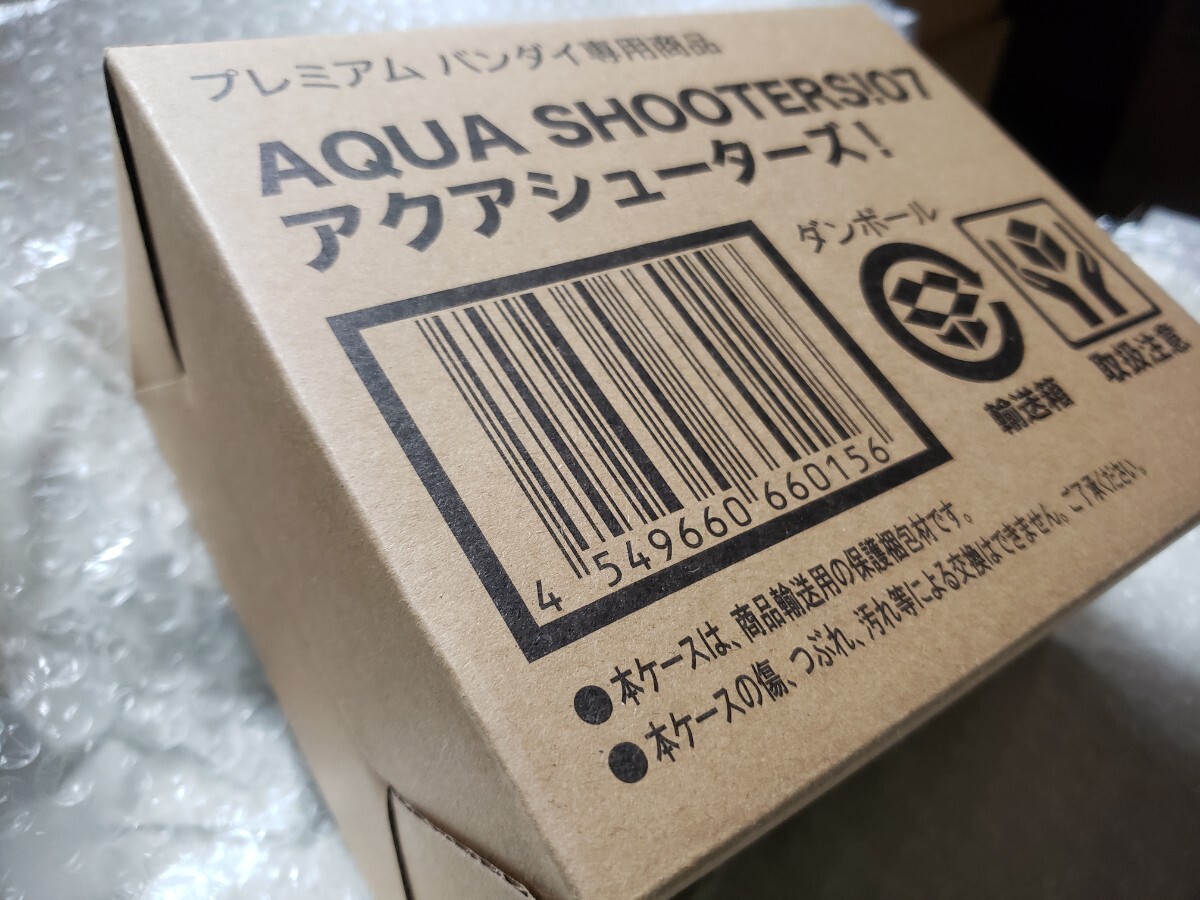 プレミアム バンダイ専用商品
AQUA SHOOTERS!07
アクアシューターズ!
ダンボール
輸送箱
取扱注意
4 549660 660156
●本ケースは、商品輸送用の保護梱包材です。
●本ケースの傷、つぶれ、汚れ等による交換はできません。ご了承ください。